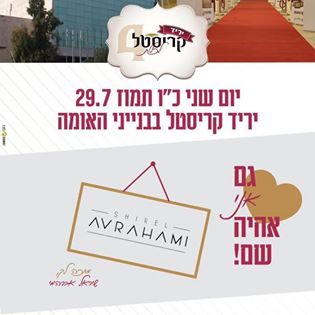 יריד
קריסטל
יום שני כ"ו תמוז 29.7
יריד קריסטל בבנייני האומה
גם
אני
אהיה
שם!
SHIREL
AVRAHAMI
מחכה לך
שיראל אברהמי